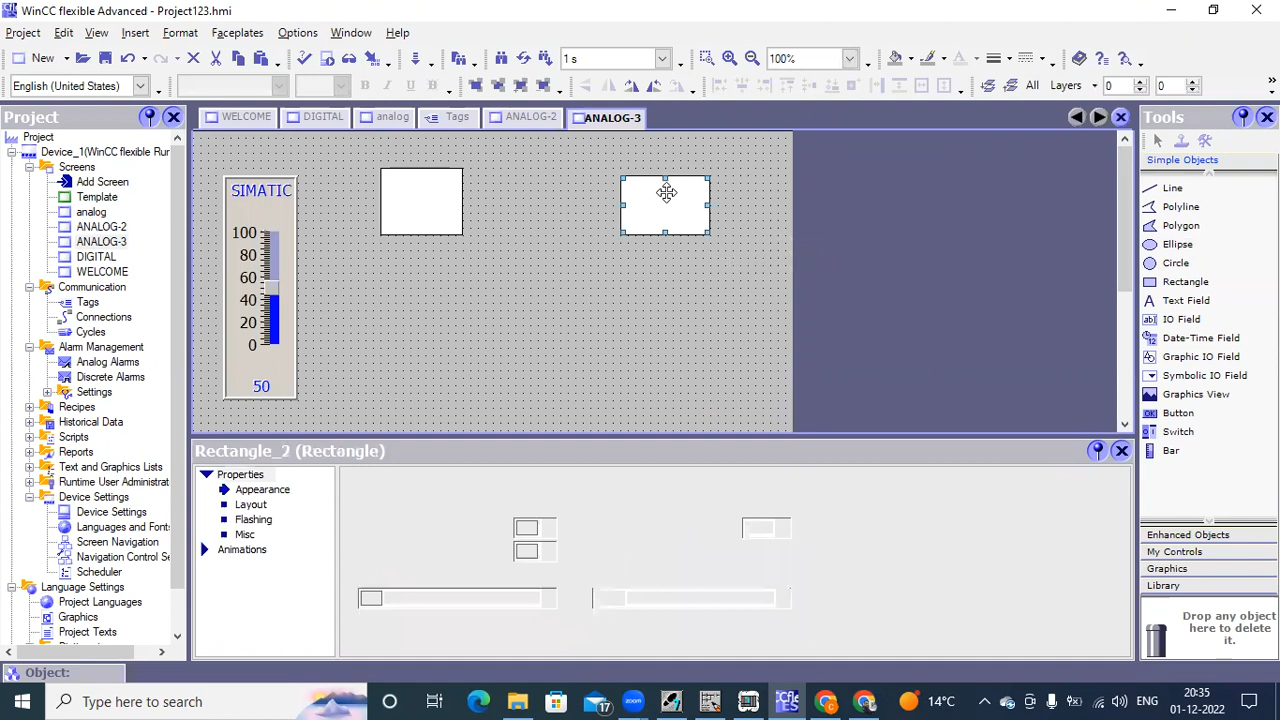 WinCC flexible Advanced - Project123.hmi
Project Edit View Insert Format Faceplates Options Window Help
New 1 s 100%
English (United States) B I All Layers 0 0
Project
Project
Device_1(WinCC flexible Run
Screens
Add Screen
Template
analog
ANALOG-2
ANALOG-3
DIGITAL
WELCOME
Communication
Tags
Connections
Cycles
Alarm Management
Analog Alarms
Discrete Alarms
Settings
Recipes
Historical Data
Scripts
Reports
Text and Graphics Lists
Runtime User Administrat
Device Settings
Device Settings
Languages and Fonts
Screen Navigation
Navigation Control Se
Scheduler
Language Settings
Project Languages
Graphics
Project Texts
WELCOME DIGITAL analog Tags ANALOG-2 ANALOG-3
SIMATIC
100
80
60
40
20
0
50
Rectangle_2 (Rectangle)
Properties
Appearance
Layout
Flashing
Misc
Animations
Tools
Simple Objects
Line
Polyline
Polygon
Ellipse
Circle
Rectangle
Text Field
IO Field
Date-Time Field
Graphic IO Field
Symbolic IO Field
Graphics View
Button
Switch
Bar
Enhanced Objects
My Controls
Graphics
Library
Drop any object
here to delete
it.
Object:
Type here to search
17
zoom
14°C
ENG
20:35
01-12-2022